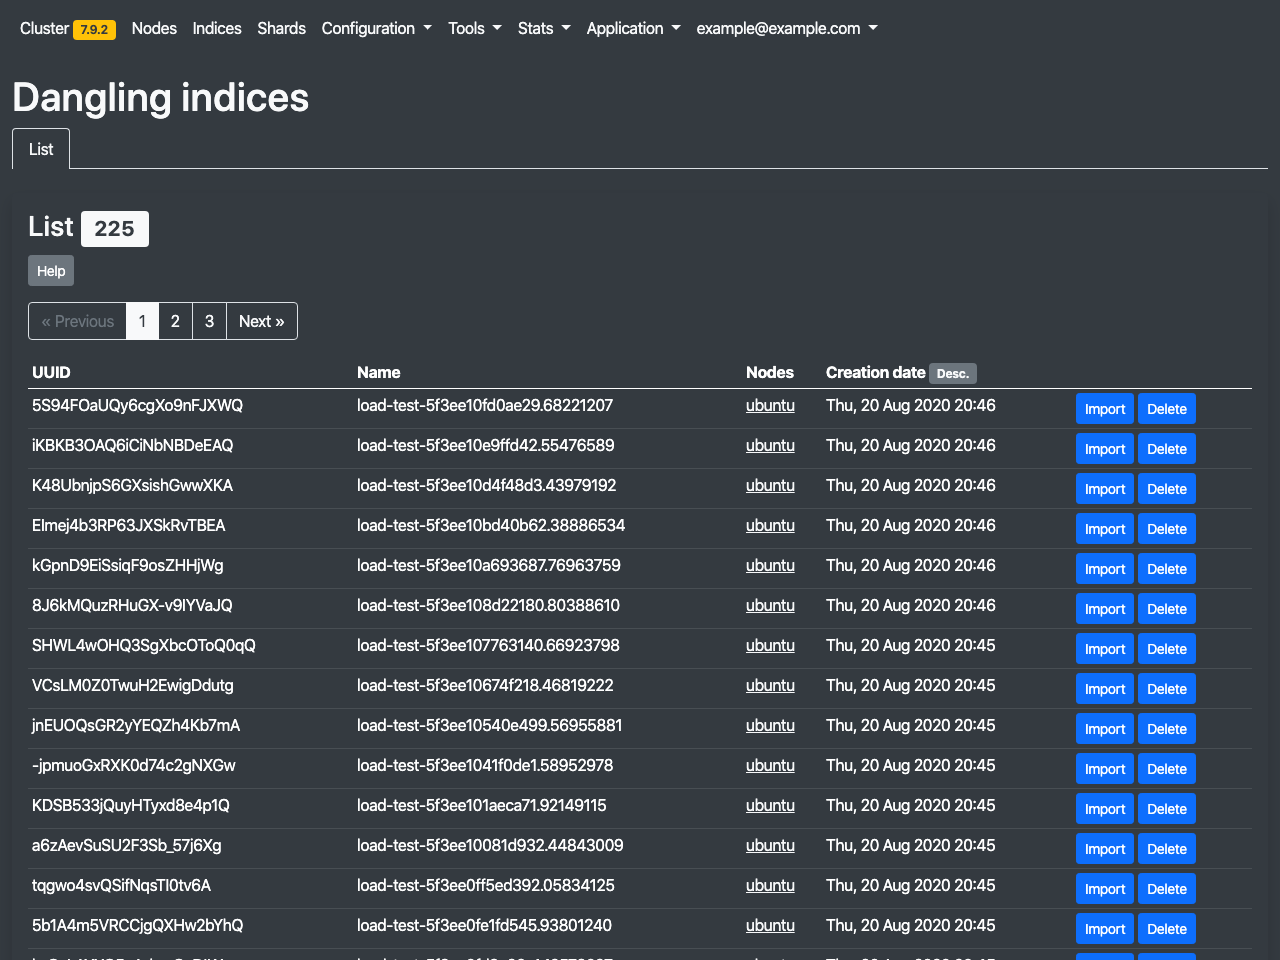 Cluster 7.9.2 Nodes Indices Shards Configuration Tools Stats Application example@example.com
Dangling indices
List
List 225
Help
« Previous 1 2 3 Next »
UUID Name Nodes Creation date Desc.
5S94FOaUQy6cgXo9nFJXWQ load-test-5f3ee10fd0ae29.68221207 ubuntu Thu, 20 Aug 2020 20:46 Import Delete
iKBKB3OAQ6iCiNbNBDeEAQ load-test-5f3ee10e9ffd42.55476589 ubuntu Thu, 20 Aug 2020 20:46 Import Delete
K48UbnjpS6GXsishGwwXKA load-test-5f3ee10d4f48d3.43979192 ubuntu Thu, 20 Aug 2020 20:46 Import Delete
EImej4b3RP63JXSkRvTBEA load-test-5f3ee10bd40b62.38886534 ubuntu Thu, 20 Aug 2020 20:46 Import Delete
kGpnD9EiSsiqF9osZHHjWg load-test-5f3ee10a693687.76963759 ubuntu Thu, 20 Aug 2020 20:46 Import Delete
8J6kMQuzRHuGX-v9IYVaJQ load-test-5f3ee108d22180.80388610 ubuntu Thu, 20 Aug 2020 20:46 Import Delete
SHWL4wOHQ3SgXbcOToQ0qQ load-test-5f3ee107763140.66923798 ubuntu Thu, 20 Aug 2020 20:45 Import Delete
VCsLM0Z0TwuH2EwigDdutg load-test-5f3ee10674f218.46819222 ubuntu Thu, 20 Aug 2020 20:45 Import Delete
jnEUOQsGR2yYEQZh4Kb7mA load-test-5f3ee10540e499.56955881 ubuntu Thu, 20 Aug 2020 20:45 Import Delete
-jpmuoGxRXK0d74c2gNXGw load-test-5f3ee1041f0de1.58952978 ubuntu Thu, 20 Aug 2020 20:45 Import Delete
KDSB533jQuyHTyxd8e4p1Q load-test-5f3ee101aeca71.92149115 ubuntu Thu, 20 Aug 2020 20:45 Import Delete
a6zAevSuSU2F3Sb_57j6Xg load-test-5f3ee10081d932.44843009 ubuntu Thu, 20 Aug 2020 20:45 Import Delete
tqgwo4svQSifNqsTI0tv6A load-test-5f3ee0ff5ed392.05834125 ubuntu Thu, 20 Aug 2020 20:45 Import Delete
5b1A4m5VRCCjgQXHw2bYhQ load-test-5f3ee0fe1fd545.93801240 ubuntu Thu, 20 Aug 2020 20:45 Import Delete
ubuntu Thu, 20 Aug 2020 20:45 Import Delete